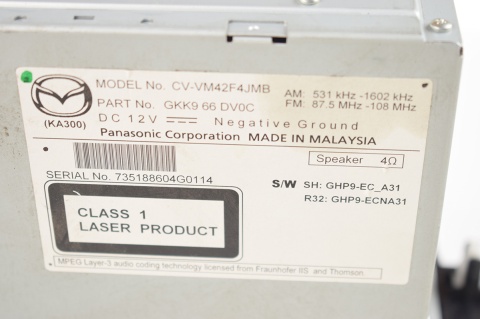 MODEL No. CV-VM42F4JMB
AM: 531 kHz -1602 kHz
PART No. GKK9 66 DV0C
FM: 87.5 MHz -108 MHz
(KA300)
DC 12V Negative Ground
Panasonic Corporation MADE IN MALAYSIA
Speaker 4Ω
SERIAL No. 735188604G0114
S/W SH: GHP9-EC_A31
R32: GHP9-ECNA31
CLASS 1
LASER PRODUCT
MPEG Layer-3 audio coding technology licensed from Fraunhofer IIS and Thomson.